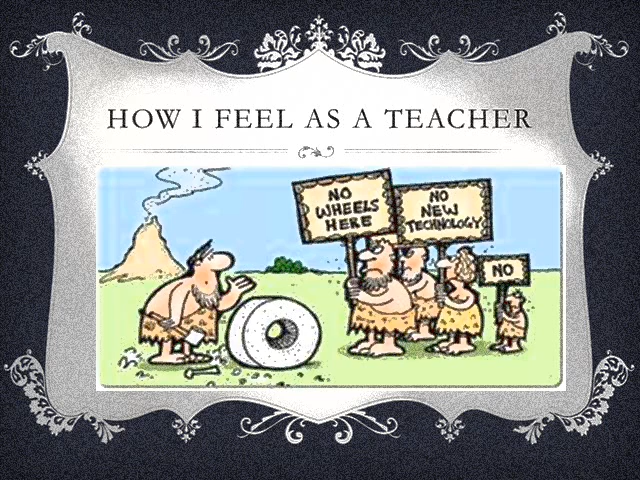 HOW I FEEL AS A TEACHER
NO
WHEELS
HERE
NO
NEW
TECHNOLOGY
NO